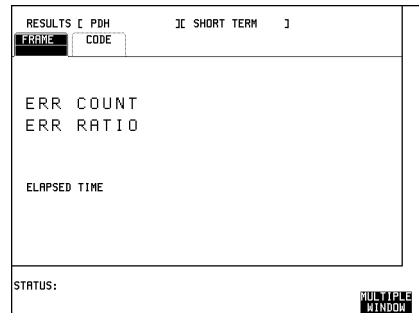 RESULTS [ PDH ][ SHORT TERM ]
FRAME CODE
ERR COUNT
ERR RATIO
ELAPSED TIME
STATUS:
MULTIPLE
WINDOW